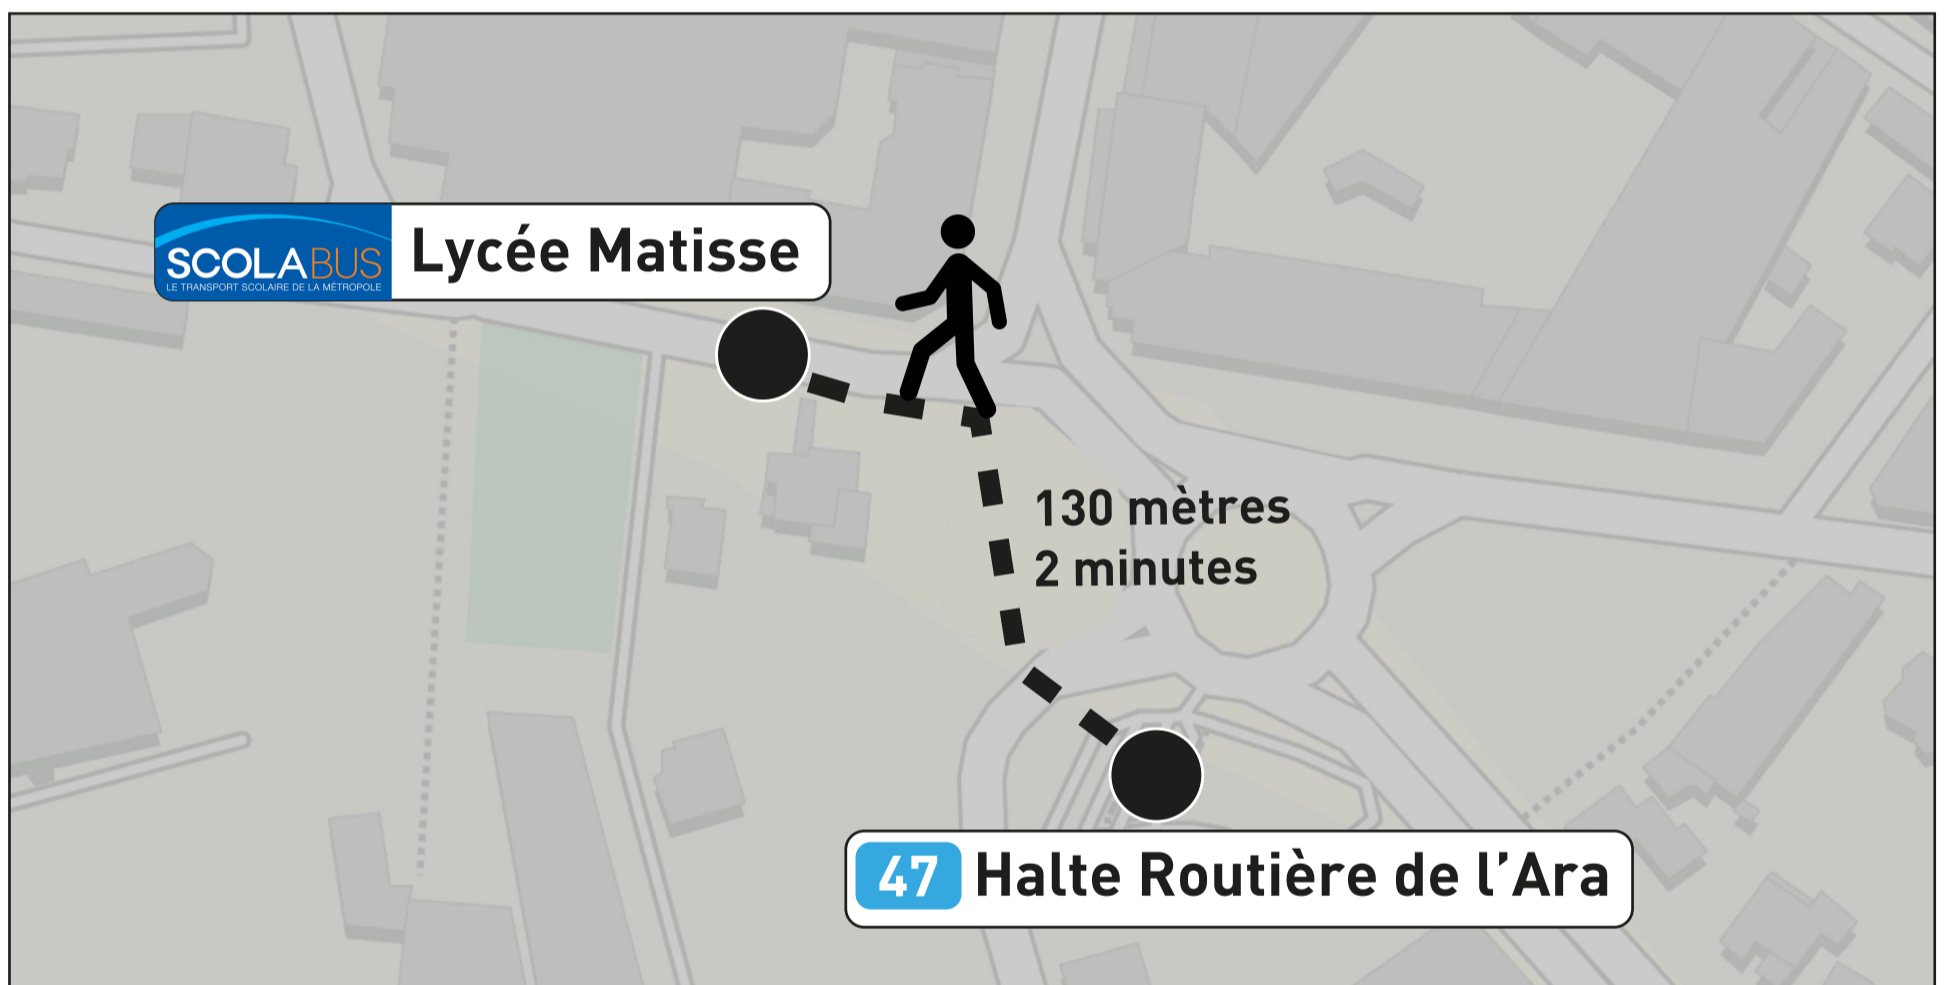 SCOLABUS
LE TRANSPORT SCOLAIRE DE LA MÉTROPOLE
Lycée Matisse
130 mètres
2 minutes
47 Halte Routière de l'Ara